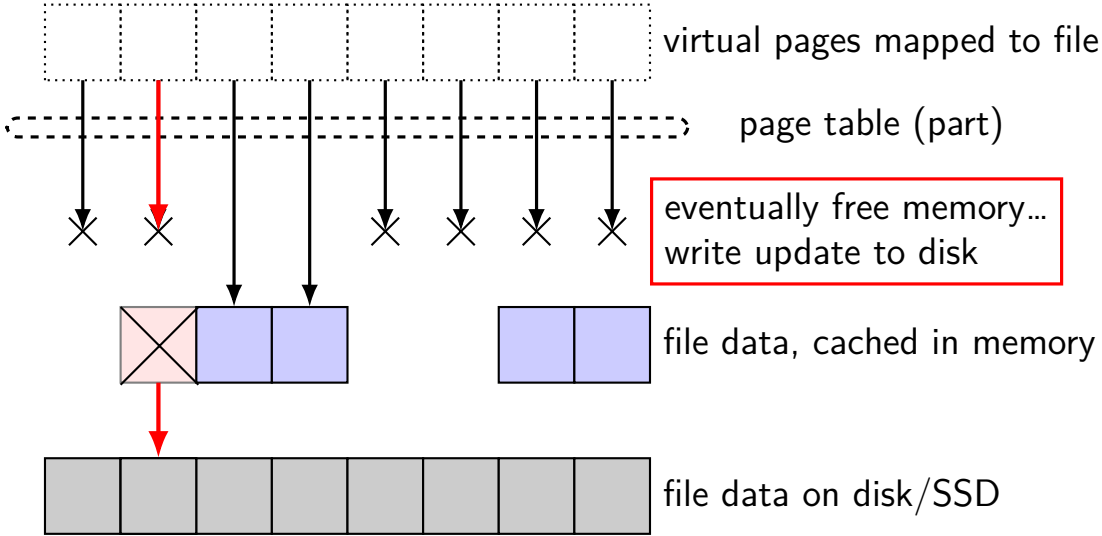 virtual pages mapped to file
page table (part)
eventually free memory…
write update to disk
file data, cached in memory
file data on disk/SSD